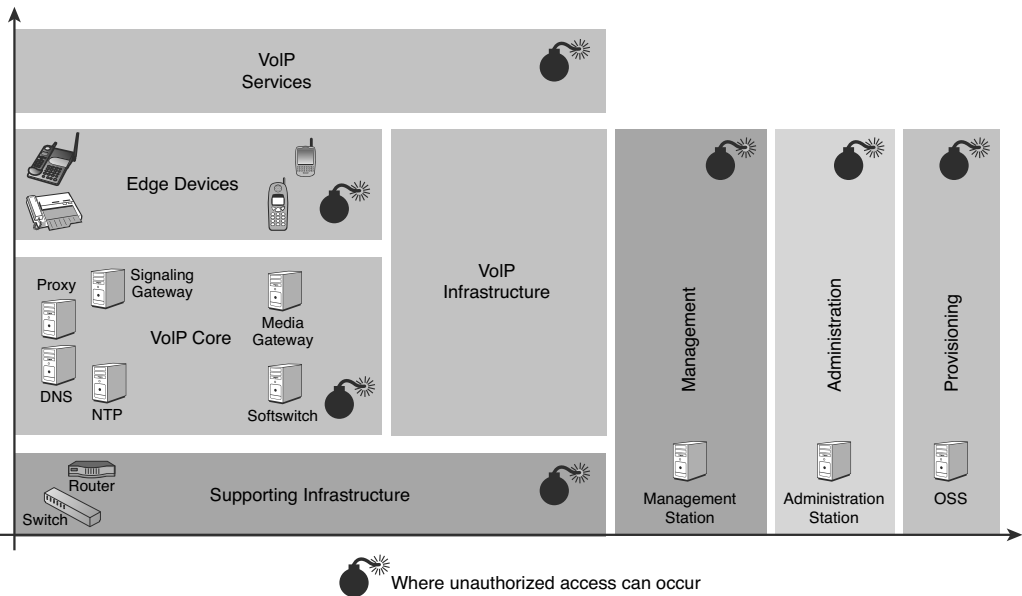 VoIP
Services
Edge Devices
VoIP
Infrastructure
Proxy
Signaling
Gateway
VoIP Core
Media
Gateway
DNS
NTP
Softswitch
Router
Switch
Supporting Infrastructure
Management
Management
Station
Administration
Administration
Station
Provisioning
OSS
Where unauthorized access can occur